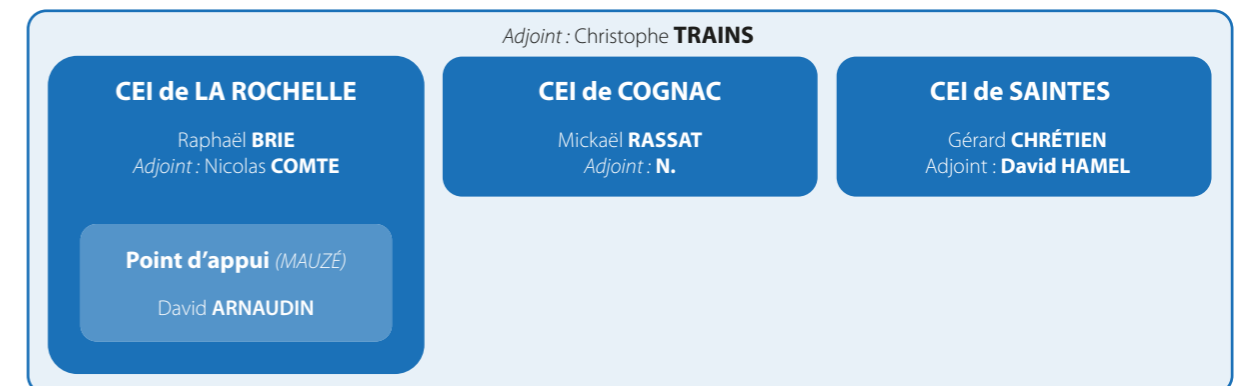 Adjoint : Christophe TRAINS
CEI de LA ROCHELLE
Raphaël BRIE
Adjoint : Nicolas COMTE
Point d’appui (MAUZÉ)
David ARNAUDIN
CEI de COGNAC
Mickaël RASSAT
Adjoint : N.
CEI de SAINTES
Gérard CHRÉTIEN
Adjoint : David HAMEL